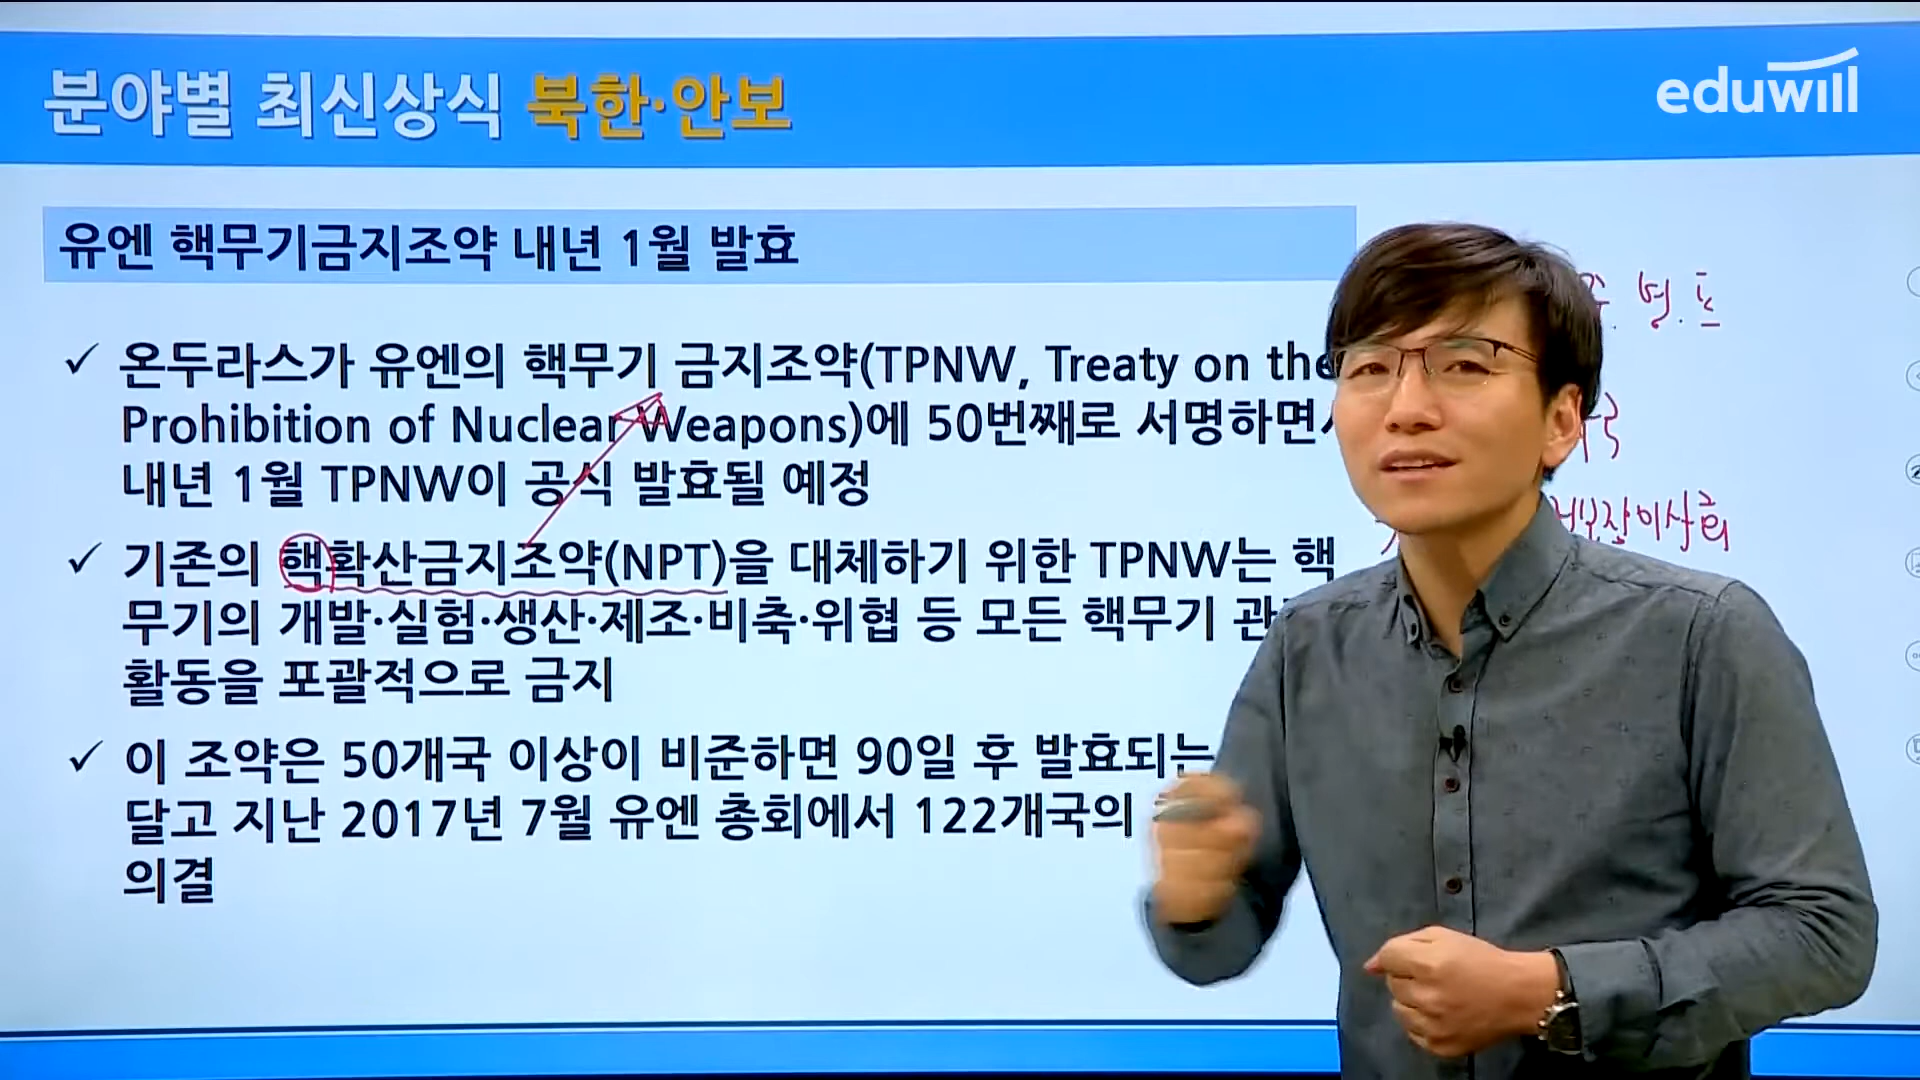 분야별 최신상식 북한·안보
eduwill
유엔 핵무기금지조약 내년 1월 발효
✓ 온두라스가 유엔의 핵무기 금지조약(TPNW, Treaty on the
Prohibition of Nuclear Weapons)에 50번째로 서명하면서
내년 1월 TPNW이 공식 발효될 예정
✓ 기존의 핵확산금지조약(NPT)을 대체하기 위한 TPNW는 핵
무기의 개발·실험·생산·제조·비축·위협 등 모든 핵무기
활동을 포괄적으로 금지
✓ 이 조약은 50개국 이상이 비준하면 90일 후 발효되는
달고 지난 2017년 7월 유엔 총회에서 122개국의
의결
이사회